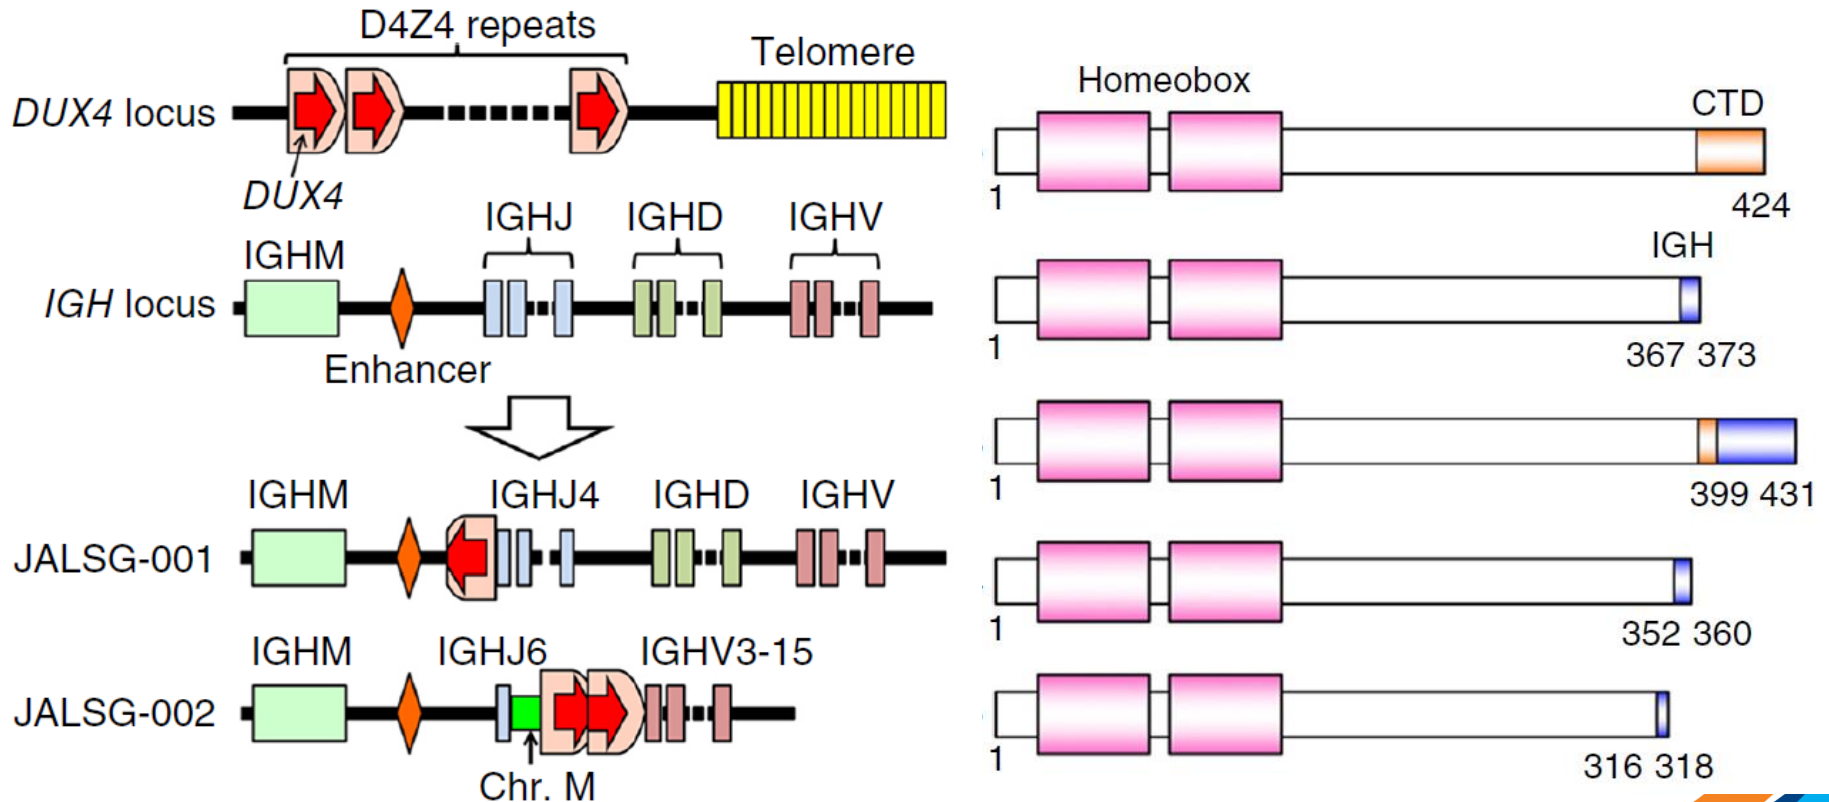 D4Z4 repeats
Telomere
DUX4 locus
DUX4
IGHJ IGHD IGHV
IGHM
IGH locus
Enhancer
IGHM IGHJ4 IGHD IGHV
JALSG-001
IGHM IGHJ6 IGHV3-15
JALSG-002
Chr. M
Homeobox
CTD
1 424
IGH
1 367 373
1 399 431
1 352 360
1 316 318